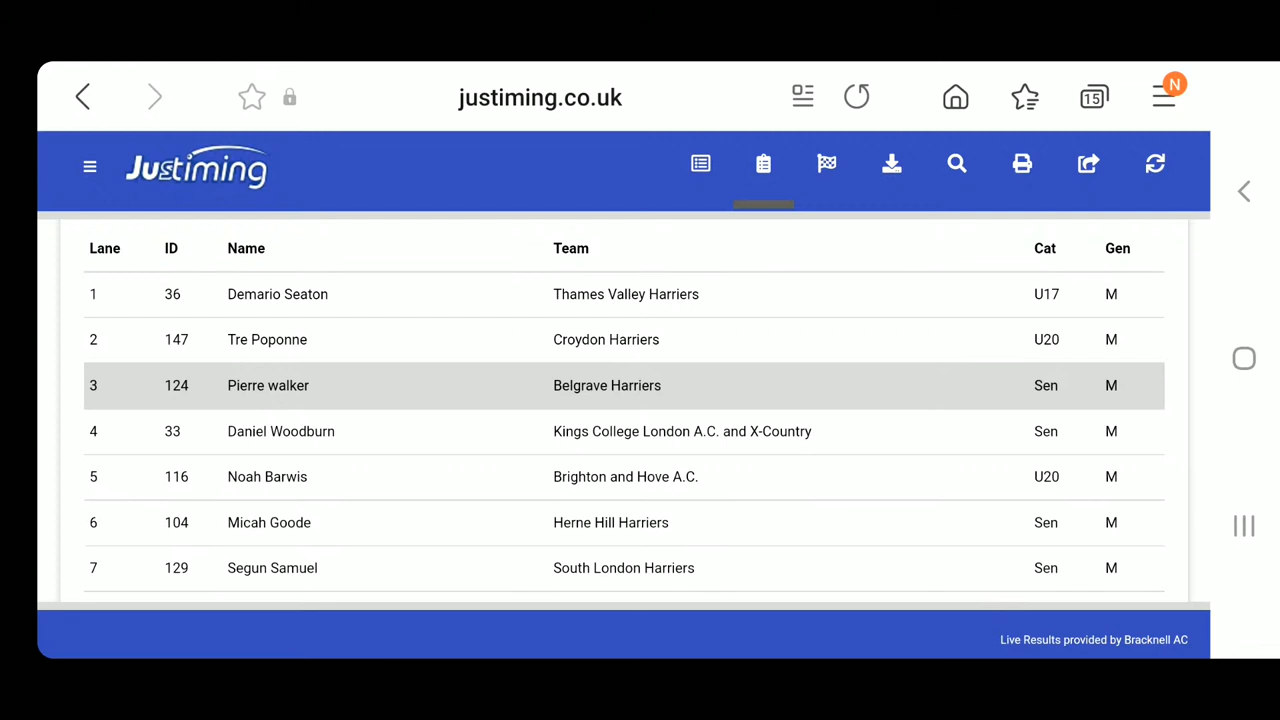 justiming.co.uk
15
N
Justiming
Lane ID Name Team Cat Gen
1 36 Demario Seaton Thames Valley Harriers U17 M
2 147 Tre Poponne Croydon Harriers U20 M
3 124 Pierre walker Belgrave Harriers Sen M
4 33 Daniel Woodburn Kings College London A.C. and X-Country Sen M
5 116 Noah Barwis Brighton and Hove A.C. U20 M
6 104 Micah Goode Herne Hill Harriers Sen M
7 129 Segun Samuel South London Harriers Sen M
Live Results provided by Bracknell AC